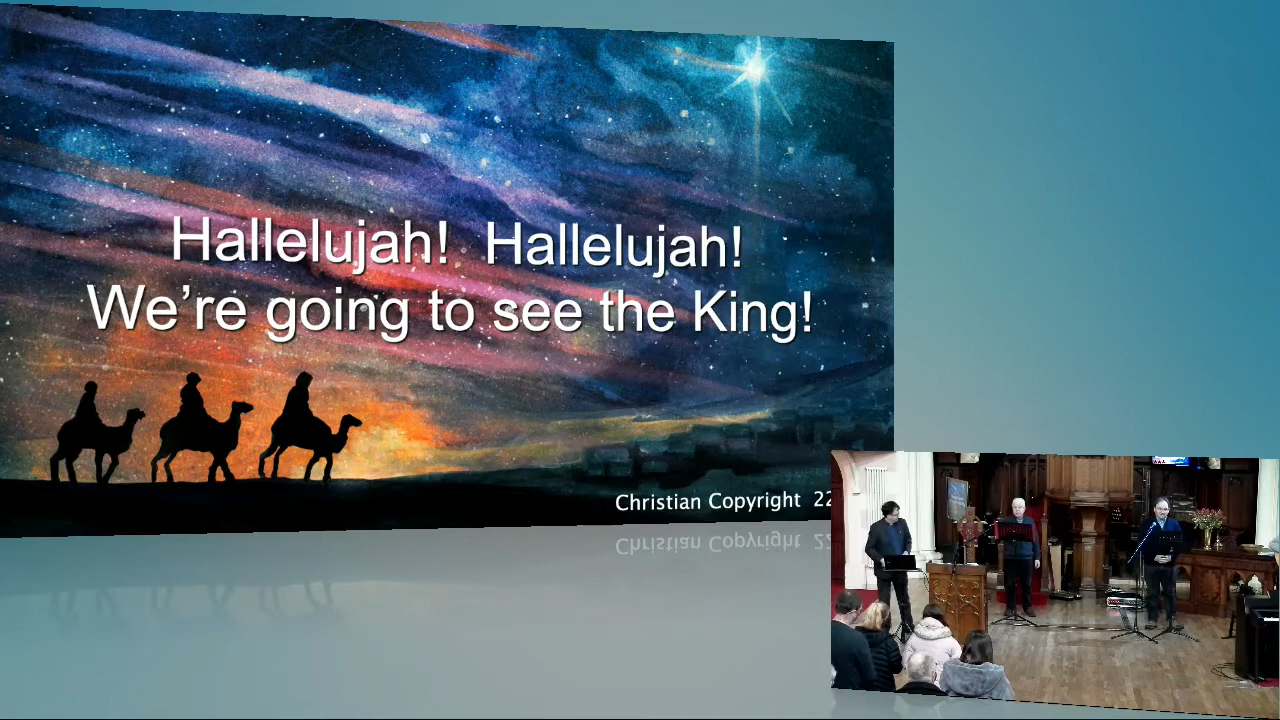 Hallelujah!  Hallelujah!
We’re going to see the King!
Christian Copyright  22